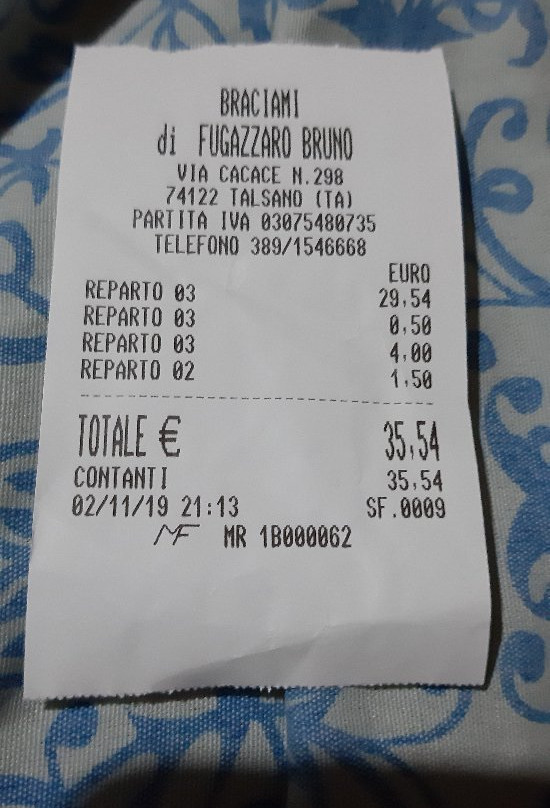 BRACIAMI
di FUGAZZARO BRUNO
VIA CACACE N.298
74122 TALSANO (TA)
PARTITA IVA 03075480735
TELEFONO 389/1546668
EURO
REPARTO 03 29,54
REPARTO 03 0,50
REPARTO 03 4,00
REPARTO 02 1,50
TOTALE € 35,54
CONTANTI 35,54
02/11/19 21:13 SF.0009
MF MR 1B000062